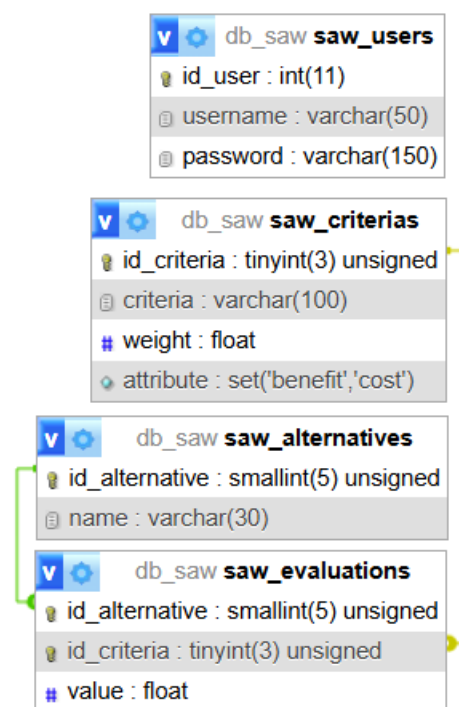 v db_saw saw_users
id_user : int(11)
username : varchar(50)
password : varchar(150)
v db_saw saw_criterias
id_criteria : tinyint(3) unsigned
criteria : varchar(100)
# weight : float
attribute : set('benefit','cost')
v db_saw saw_alternatives
id_alternative : smallint(5) unsigned
name : varchar(30)
v db_saw saw_evaluations
id_alternative : smallint(5) unsigned
id_criteria : tinyint(3) unsigned
# value : float